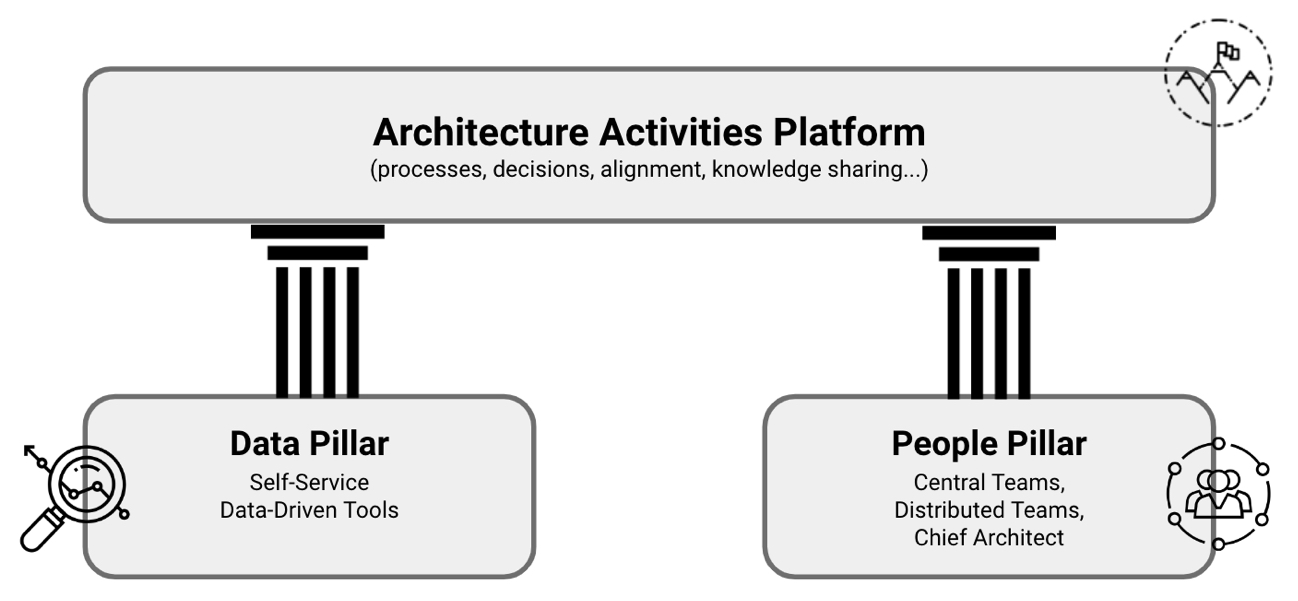 Architecture Activities Platform
(processes, decisions, alignment, knowledge sharing...)
Data Pillar
Self-Service
Data-Driven Tools
People Pillar
Central Teams,
Distributed Teams,
Chief Architect